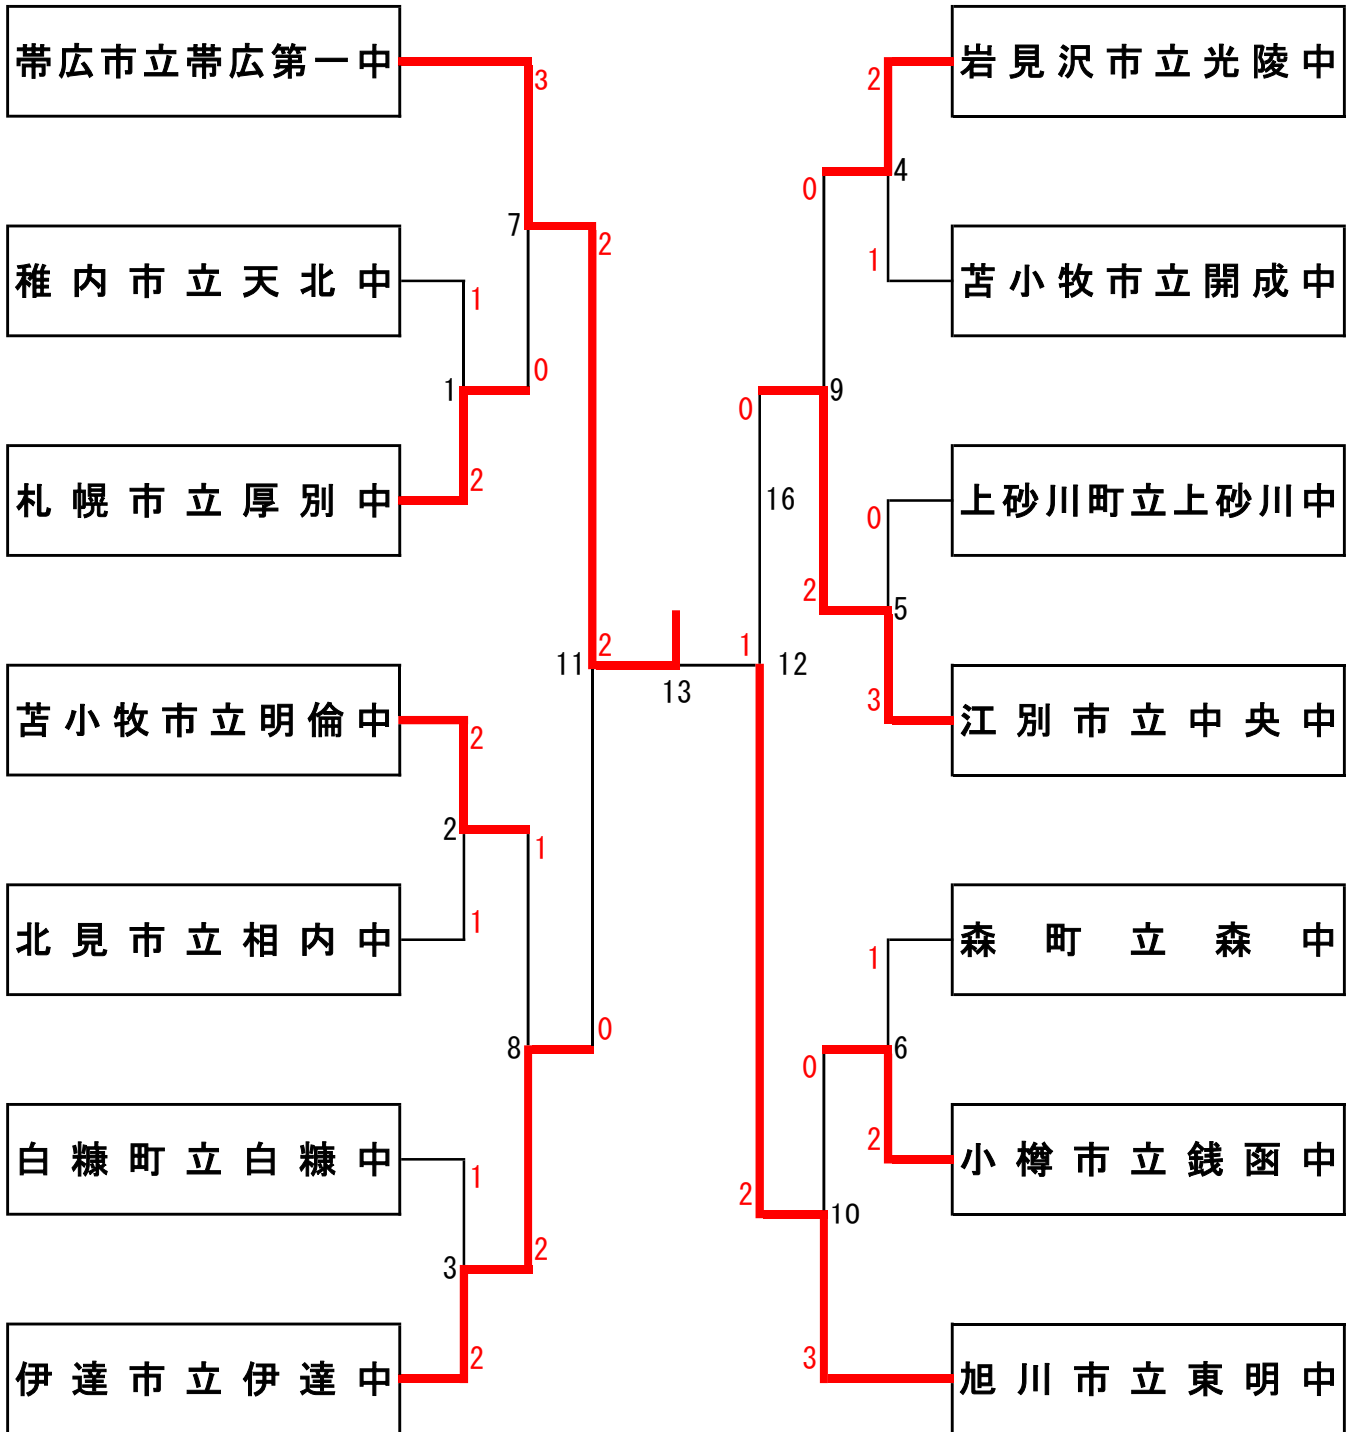 帯広市立帯広第一中
3
2
岩見沢市立光陵中
4
0
7
2
稚内市立天北中
1
1
苫小牧市立開成中
1
0
0
9
札幌市立厚別中
2
16
0
上砂川町立上砂川中
2
5
11
2
1
12
13
3
苫小牧市立明倫中
2
江別市立中央中
2
1
北見市立相内中
1
1
森町立森中
8
0
0
6
白糠町立白糠中
1
2
小樽市立銭函中
2
10
3
2
伊達市立伊達中
2
3
旭川市立東明中